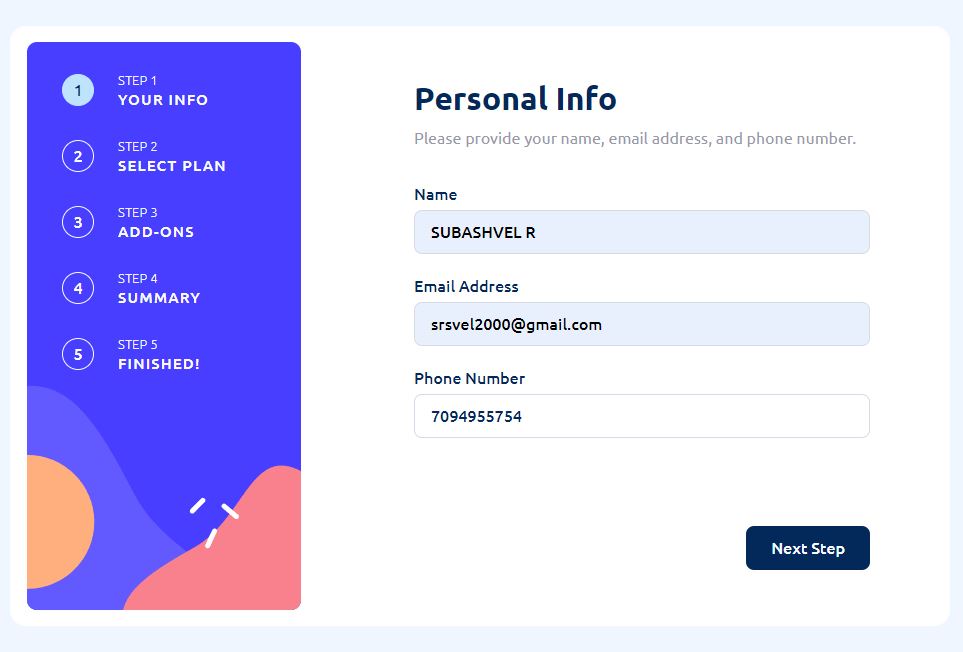 1
STEP 1
YOUR INFO
2
STEP 2
SELECT PLAN
3
STEP 3
ADD-ONS
4
STEP 4
SUMMARY
5
STEP 5
FINISHED!
Personal Info
Please provide your name, email address, and phone number.
Name
SUBASHVEL R
Email Address
srsvel2000@gmail.com
Phone Number
7094955754
Next Step